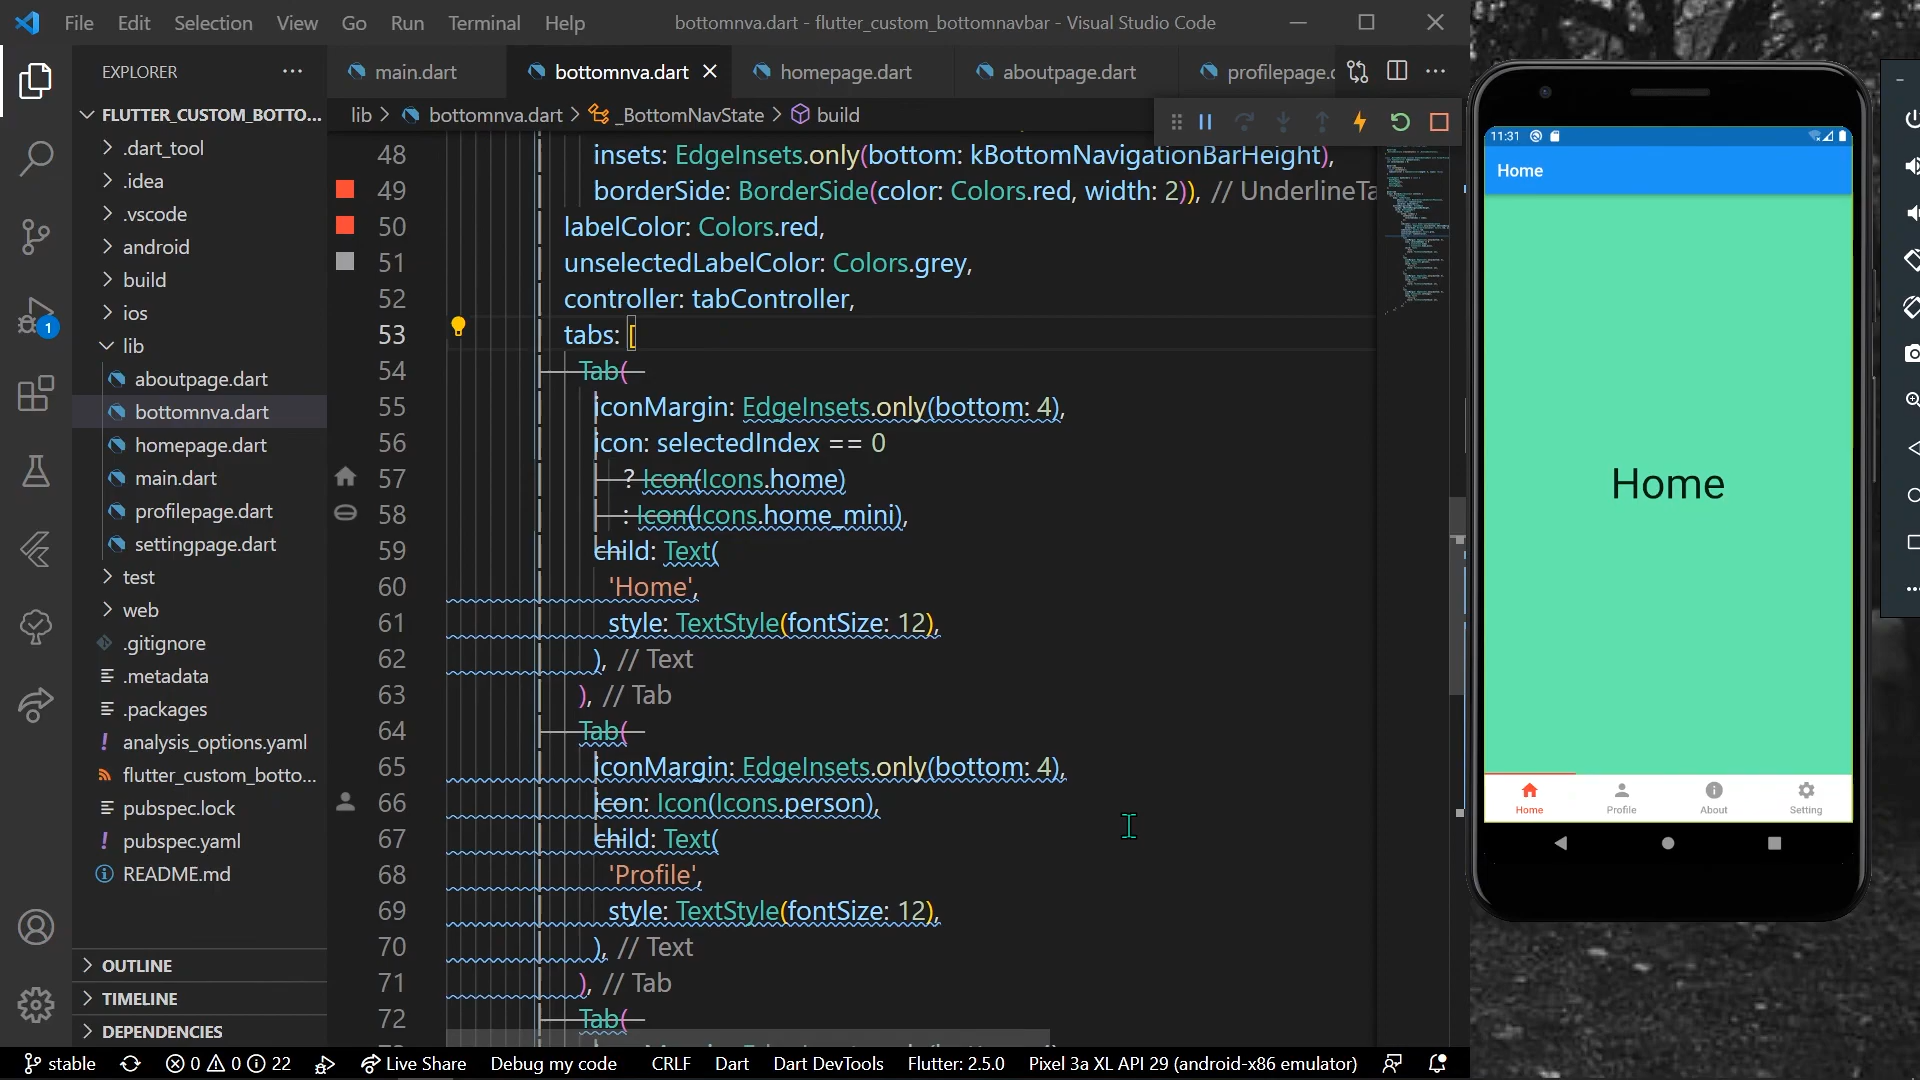 File Edit Selection View Go Run Terminal Help
bottomnva.dart - flutter_custom_bottomnavbar - Visual Studio Code
EXPLORER
main.dart
bottomnva.dart
homepage.dart
aboutpage.dart
profilepage.c
lib > bottomnva.dart > _BottomNavState > build
FLUTTER_CUSTOM_BOTTO...
.dart_tool
.idea
.vscode
android
build
ios
lib
aboutpage.dart
bottomnva.dart
homepage.dart
main.dart
profilepage.dart
settingpage.dart
test
web
.gitignore
.metadata
.packages
analysis_options.yaml
flutter_custom_botto...
pubspec.lock
pubspec.yaml
README.md
OUTLINE
TIMELINE
DEPENDENCIES
1
48 insets: EdgeInsets.only(bottom: kBottomNavigationBarHeight),
49 borderSide: BorderSide(color: Colors.red, width: 2)), // UnderlineTa
50 labelColor: Colors.red,
51 unselectedLabelColor: Colors.grey,
52 controller: tabController,
53 tabs: [
54 Tab(
55 iconMargin: EdgeInsets.only(bottom: 4),
56 icon: selectedIndex == 0
57 ? Icon(Icons.home)
58 : Icon(Icons.home_mini),
59 child: Text(
60 'Home',
61 style: TextStyle(fontSize: 12),
62 ), // Text
63 ), // Tab
64 Tab(
65 iconMargin: EdgeInsets.only(bottom: 4),
66 icon: Icon(Icons.person),
67 child: Text(
68 'Profile',
69 style: TextStyle(fontSize: 12),
70 ), // Text
71 ), // Tab
72 Tab(
stable 0 0 22 Live Share Debug my code CRLF Dart Dart DevTools Flutter: 2.5.0 Pixel 3a XL API 29 (android-x86 emulator)
11:31
Home
Home
Home Profile About Setting